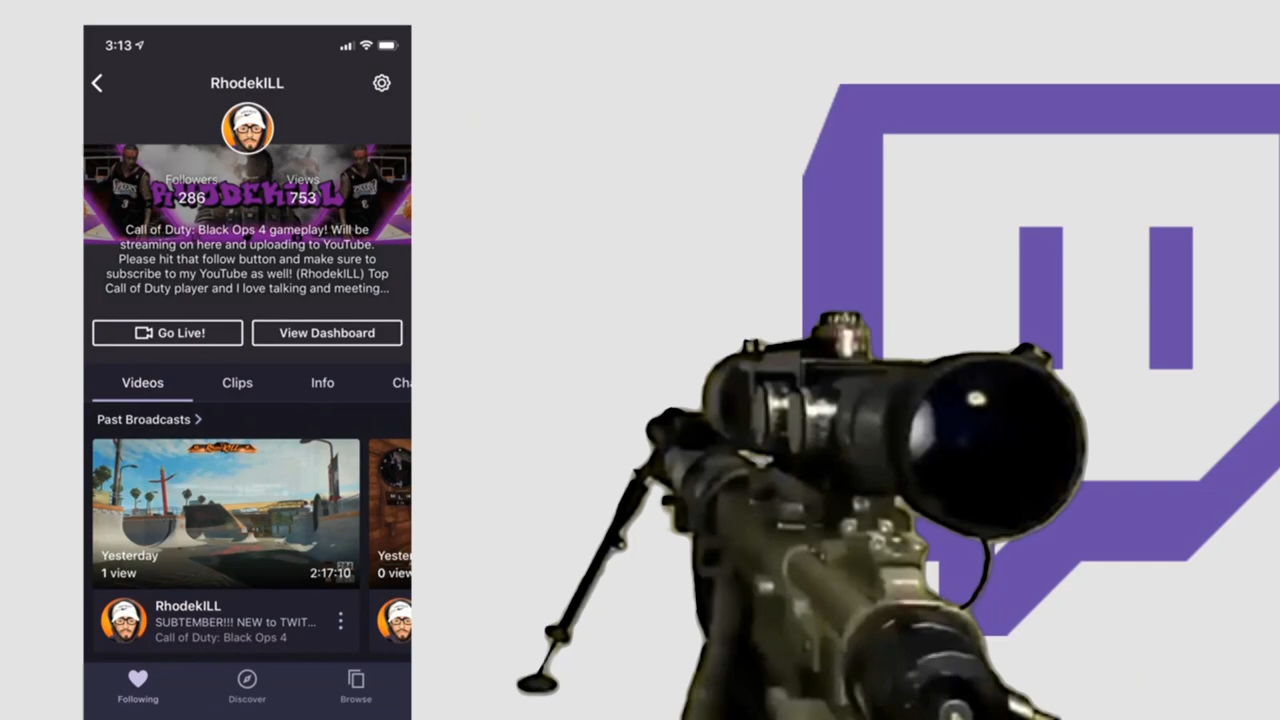 3:13
RhodekILL
RHODEKILL
Followers Views
286 753
Call of Duty: Black Ops 4 gameplay! Will be
streaming on here and uploading to YouTube.
Please hit that follow button and make sure to
subscribe to my YouTube as well! (RhodekILL) Top
Call of Duty player and I love talking and meeting...
Go Live! View Dashboard
Videos Clips Info Cha
Past Broadcasts
Yesterday
1 view 2:17:10
Yester
0 view
RhodekILL
SUBTEMBER!!! NEW to TWIT...
Call of Duty: Black Ops 4
Following Discover Browse